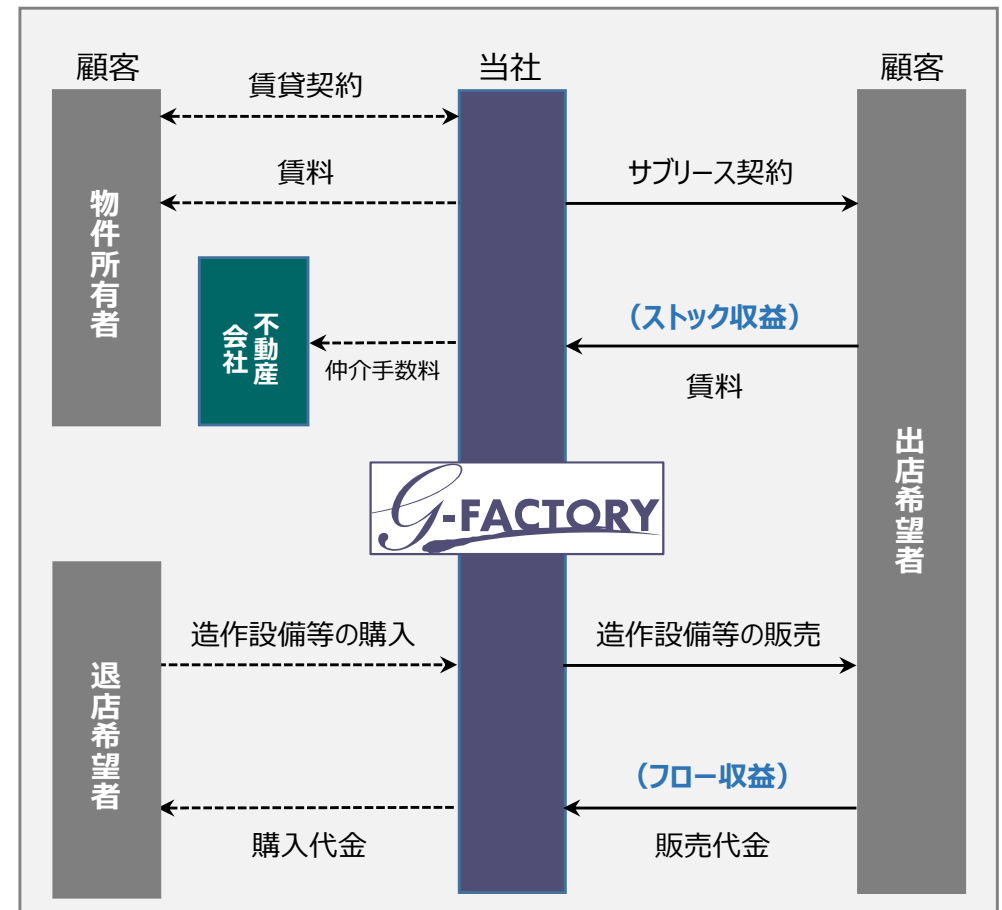 顧客
当社
顧客
賃貸契約
賃料
サブリース契約
物件所有者
不動産
会社
仲介手数料
（ストック収益）
賃料
出店希望者
G-FACTORY
退店希望者
造作設備等の購入
造作設備等の販売
（フロー収益）
購入代金
販売代金